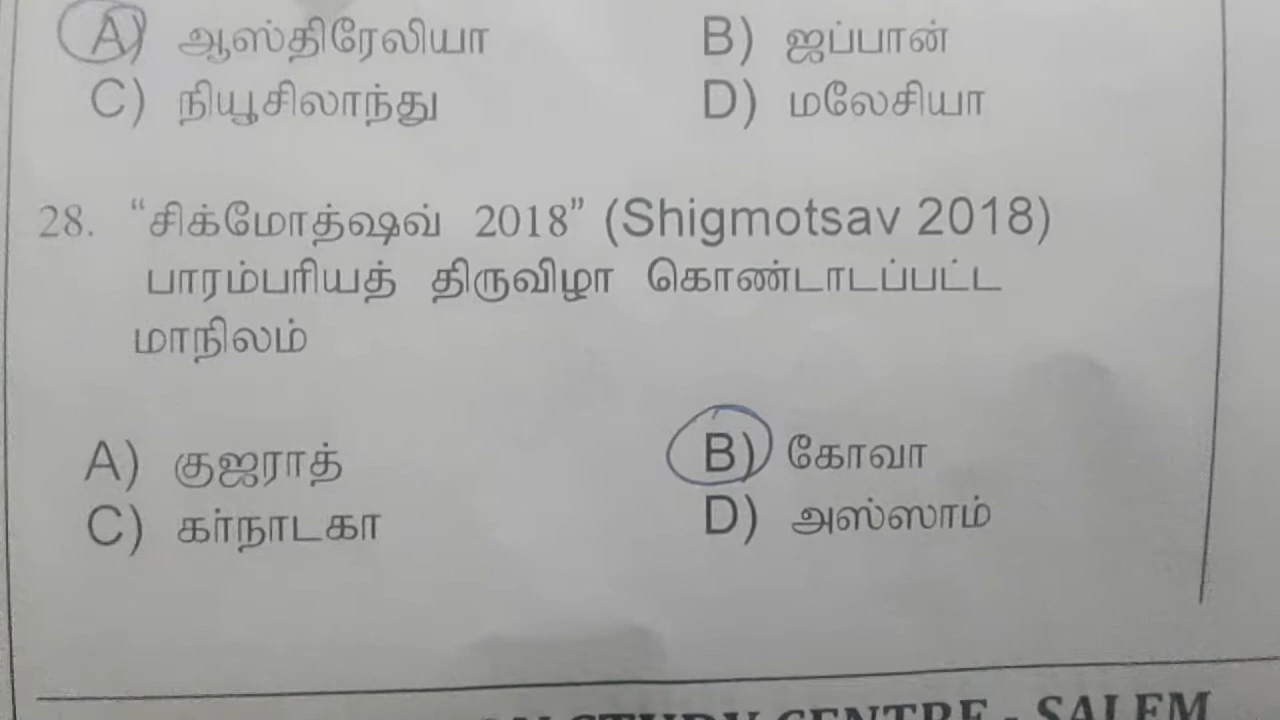 A) ஆஸ்திரேலியா B) ஜப்பான்
C) நியூசிலாந்து D) மலேசியா
28. “சிக்மோத்ஷவ் 2018” (Shigmotsav 2018)
பாரம்பரியத் திருவிழா கொண்டாடப்பட்ட
மாநிலம்
A) குஜராத் B) கோவா
C) கர்நாடகா D) அஸ்ஸாம்
STUDY CENTRE - SALEM